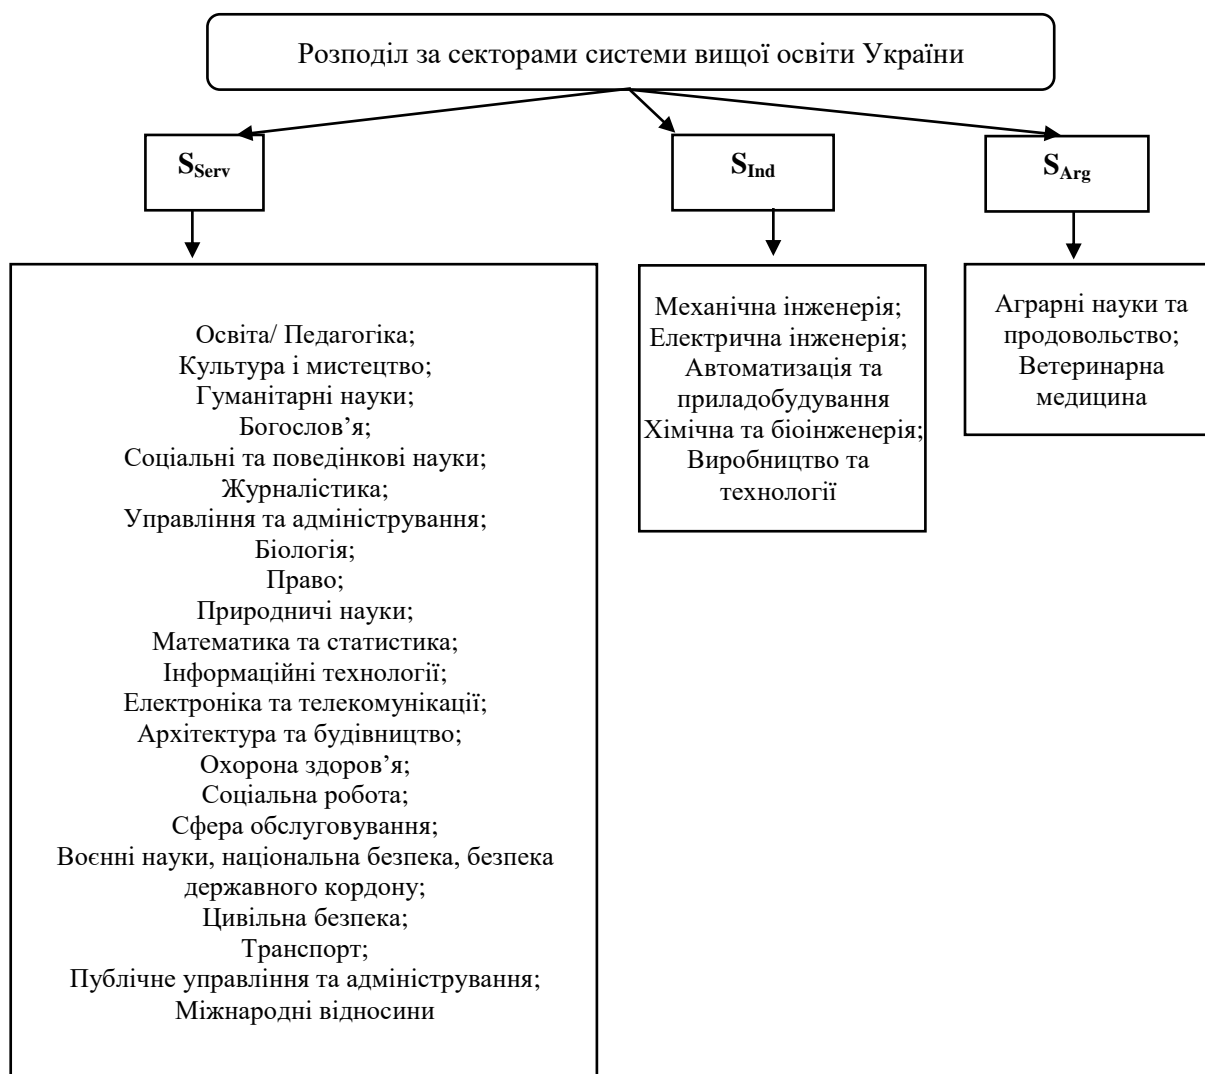 Розподіл за секторами системи вищої освіти України
S_Serv
S_Ind
S_Arg
Освіта/ Педагогіка;
Культура і мистецтво;
Гуманітарні науки;
Богослов’я;
Соціальні та поведінкові науки;
Журналістика;
Управління та адміністрування;
Біологія;
Право;
Природничі науки;
Математика та статистика;
Інформаційні технології;
Електроніка та телекомунікації;
Архітектура та будівництво;
Охорона здоров’я;
Соціальна робота;
Сфера обслуговування;
Воєнні науки, національна безпека, безпека
державного кордону;
Цивільна безпека;
Транспорт;
Публічне управління та адміністрування;
Міжнародні відносини
Механічна інженерія;
Електрична інженерія;
Автоматизація та
приладобудування
Хімічна та біоінженерія;
Виробництво та
технології
Аграрні науки та
продовольство;
Ветеринарна
медицина